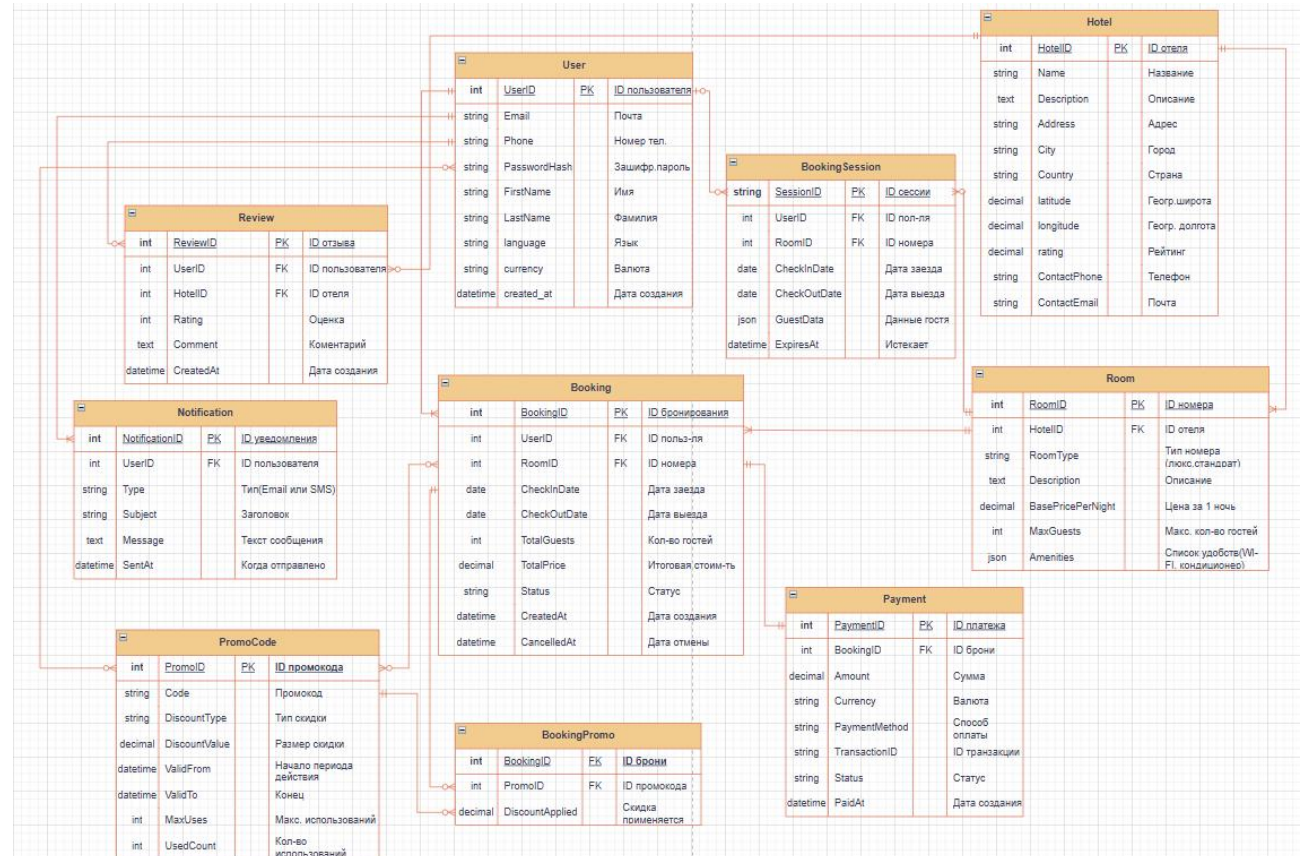 Hotel
int HotelID PK ID отеля
string Name Название
text Description Описание
string Address Адрес
string City Город
string Country Страна
decimal latitude Геогр.широта
decimal longitude Геогр. долгота
decimal rating Рейтинг
string ContactPhone Телефон
string ContactEmail Почта
User
int UserID PK ID пользователя
string Email Почта
string Phone Номер тел.
string PasswordHash Зашифр.пароль
string FirstName Имя
string LastName Фамилия
string language Язык
string currency Валюта
datetime created_at Дата создания
BookingSession
string SessionID PK ID сессии
int UserID FK ID пол-ля
int RoomID FK ID номера
date CheckInDate Дата заезда
date CheckOutDate Дата выезда
json GuestData Данные гостя
datetime ExpiresAt Истекает
Review
int ReviewID PK ID отзыва
int UserID FK ID пользователя
int HotelID FK ID отеля
int Rating Оценка
text Comment Коментарий
datetime CreatedAt Дата создания
Booking
int BookingID PK ID бронирования
int UserID FK ID польз-ля
int RoomID FK ID номера
date CheckInDate Дата заезда
date CheckOutDate Дата выезда
int TotalGuests Кол-во гостей
decimal TotalPrice Итоговая стоим-ть
string Status Статус
datetime CreatedAt Дата создания
datetime CancelledAt Дата отмены
Room
int RoomID PK ID номера
int HotelID FK ID отеля
string RoomType Тип номера
(люкс,стандрат)
text Description Описание
decimal BasePricePerNight Цена за 1 ночь
int MaxGuests Макс. кол-во гостей
json Amenities Список удобств(WI-
FI, кондиционер)
Notification
int NotificationID PK ID уведомления
int UserID FK ID пользователя
string Type Тип(Email или SMS)
string Subject Заголовок
text Message Текст сообщения
datetime SentAt Когда отправлено
Payment
int PaymentID PK ID платежа
int BookingID FK ID брони
decimal Amount Сумма
string Currency Валюта
string PaymentMethod Способ
оплаты
string TransactionID ID транзакции
string Status Статус
datetime PaidAt Дата создания
PromoCode
int PromoID PK ID промокода
string Code Промокод
string DiscountType Тип скидки
decimal DiscountValue Размер скидки
datetime ValidFrom Начало периода
действия
datetime ValidTo Конец
int MaxUses Макс. использований
int UsedCount Кол-во
использований
BookingPromo
int BookingID FK ID брони
int PromoID FK ID промокода
decimal DiscountApplied Скидка
применяется